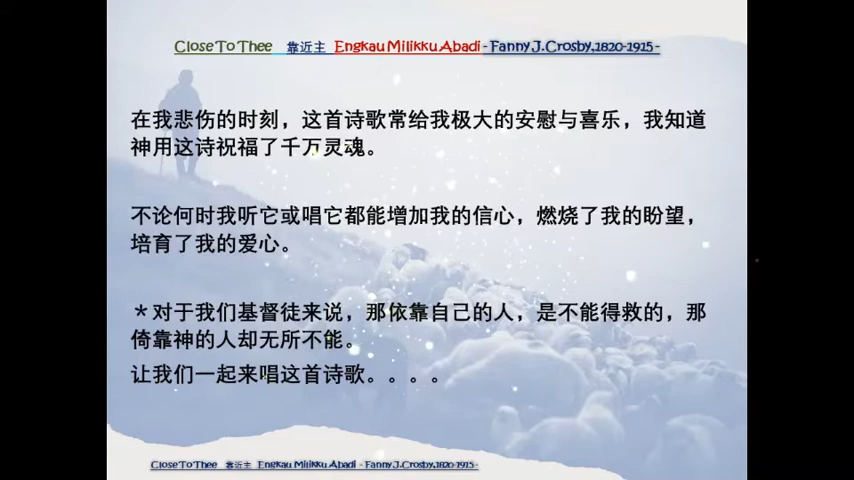 Close To Thee 靠近主 Engkau Milikku Abadi - Fanny J.Crosby,1820-1915 -
在我悲伤的时刻，这首诗歌常给我极大的安慰与喜乐，我知道
神用这诗祝福了千万灵魂。
不论何时我听它或唱它都能增加我的信心，燃烧了我的盼望，
培育了我的爱心。
＊对于我们基督徒来说，那依靠自己的人，是不能得救的，那
倚靠神的人却无所不能。
让我们一起来唱这首诗歌。。。。
Close To Thee 靠近主 Engkau Milikku Abadi - Fanny J.Crosby,1820-1915 -